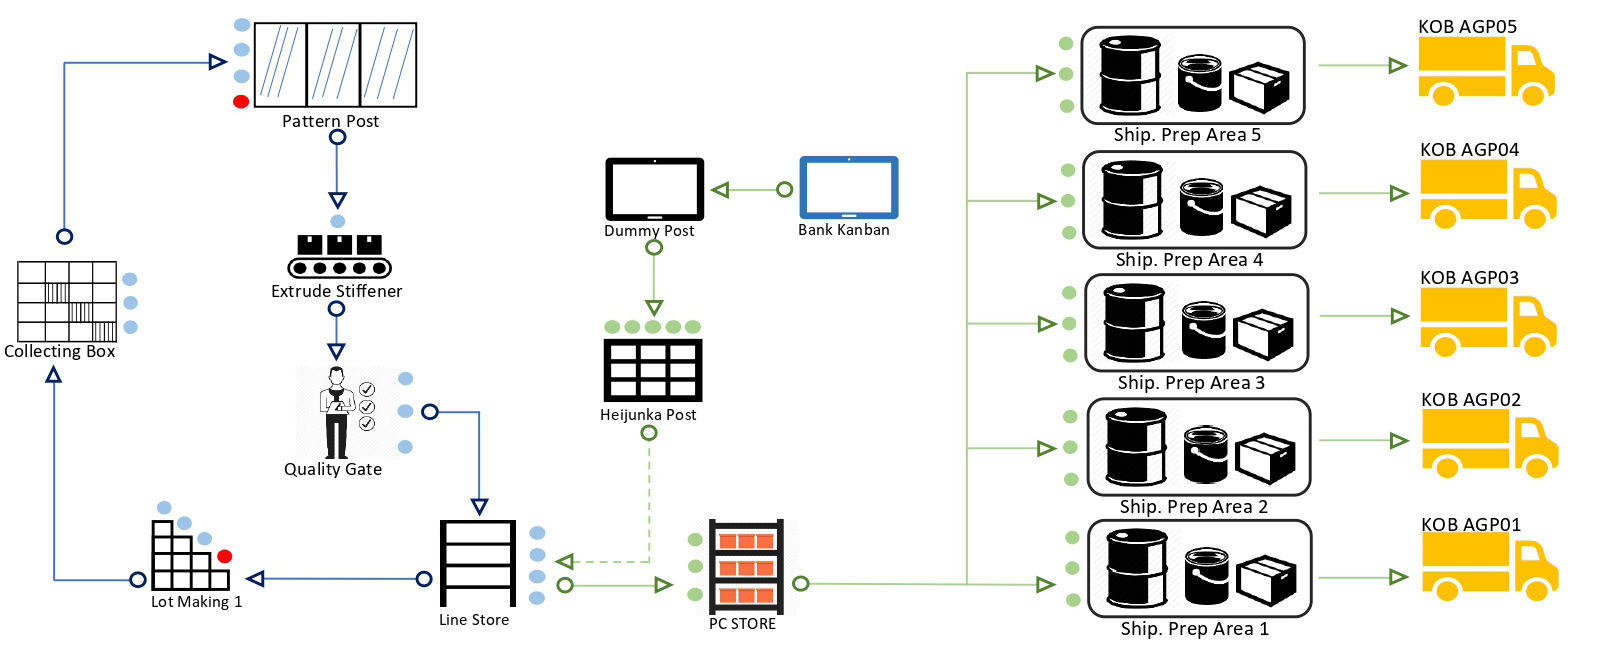 KOB AGP05
Pattern Post
Ship. Prep Area 5
KOB AGP04
Dummy Post
Bank Kanban
Ship. Prep Area 4
Extrude Stiffener
KOB AGP03
Collecting Box
Ship. Prep Area 3
KOB AGP02
Heijunka Post
Quality Gate
Ship. Prep Area 2
KOB AGP01
Lot Making 1
Line Store
PC STORE
Ship. Prep Area 1